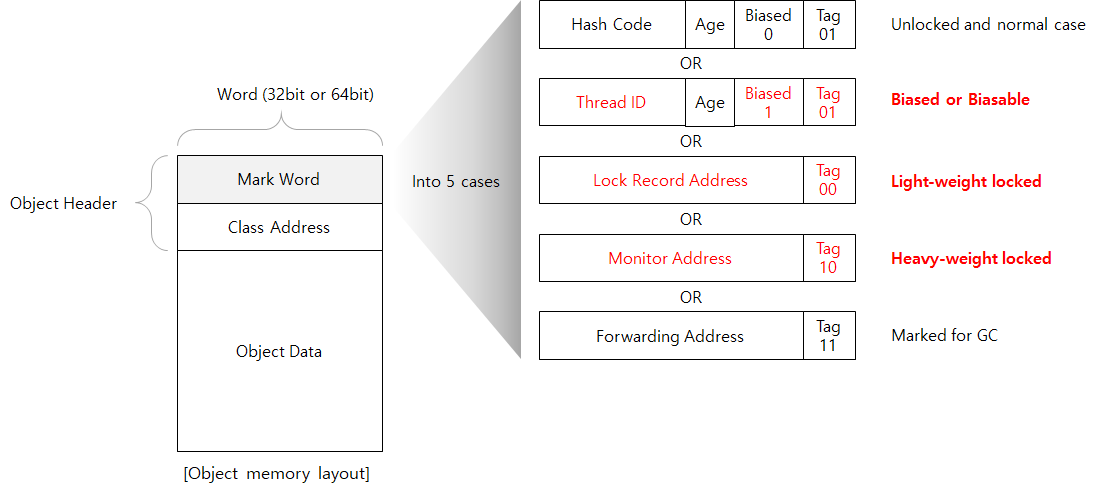 Word (32bit or 64bit)
Object Header
Mark Word
Class Address
Object Data
[Object memory layout]
Into 5 cases
Hash Code
Age
Biased
0
Tag
01
Unlocked and normal case
OR
Thread ID
Age
Biased
1
Tag
01
Biased or Biasable
OR
Lock Record Address
Tag
00
Light-weight locked
OR
Monitor Address
Tag
10
Heavy-weight locked
OR
Forwarding Address
Tag
11
Marked for GC